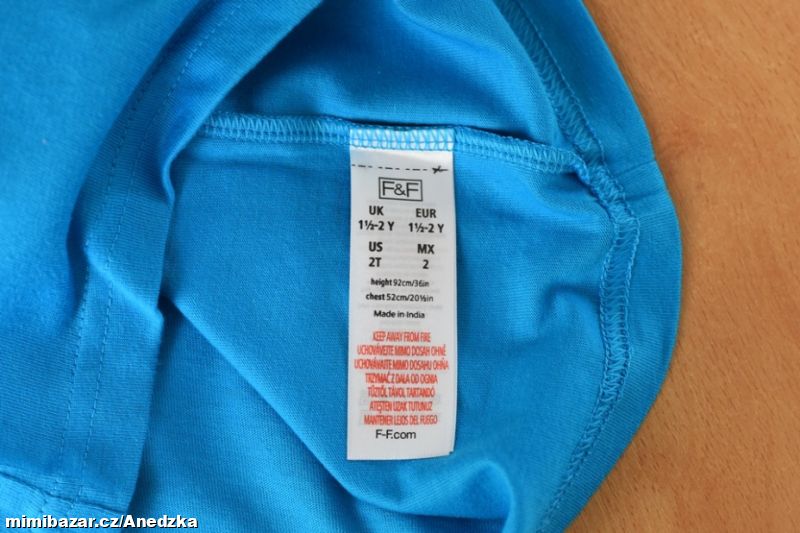 F&F
UK EUR
1½-2 Y 1½-2 Y
US MX
2T 2
height 92cm/36in
chest 52cm/20½in
Made in India
KEEP AWAY FROM FIRE
UCHOVÁVEJTE MIMO DOSAH OHNĚ
UCHOVÁVAJTE MIMO DOSAHU OHŇA
TRZYMAĆ Z DALA OD OGNIA
TŰZTŐL TÁVOL TARTANDÓ
ATEŞTEN UZAK TUTUNUZ
MANTENER LEJOS DEL FUEGO
F-F.com
mimibazar.cz/Anedzka